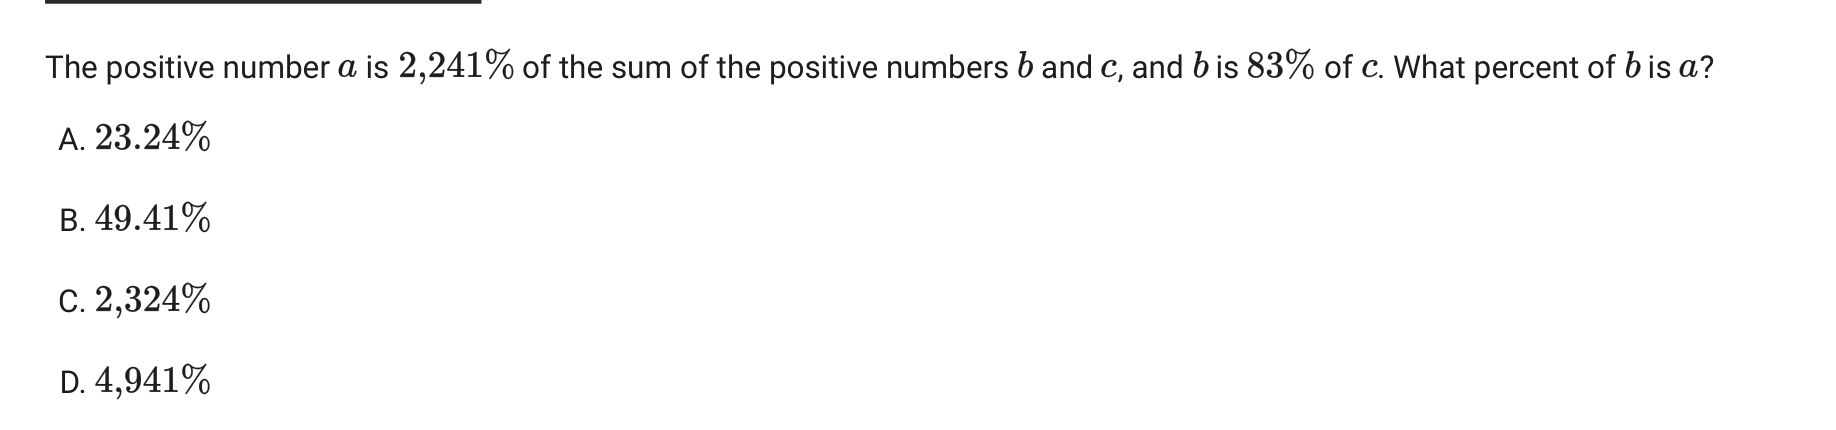 The positive number a is 2,241% of the sum of the positive numbers b and c, and b is 83% of c. What percent of b is a?
A. 23.24%
B. 49.41%
C. 2,324%
D. 4,941%